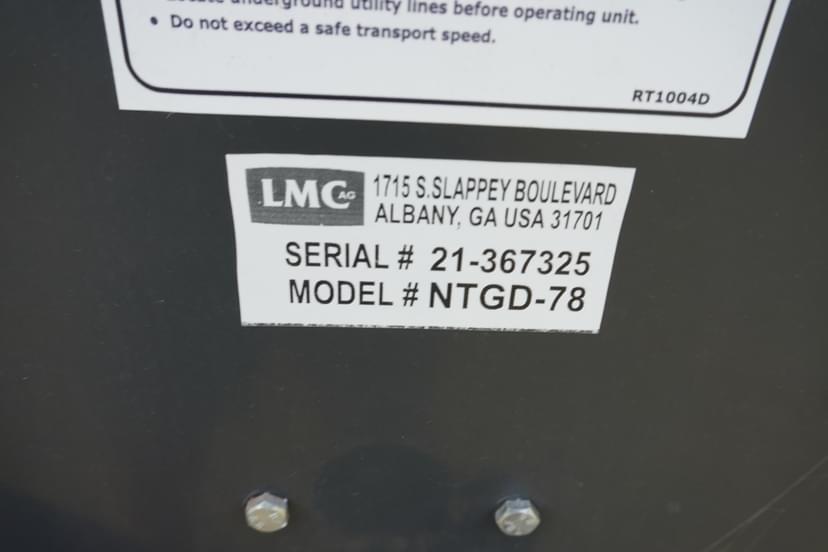 Locate underground utility lines before operating unit.
• Do not exceed a safe transport speed.
RT1004D
LMC AG
1715 S.SLAPPEY BOULEVARD
ALBANY, GA USA 31701
SERIAL # 21-367325
MODEL # NTGD-78